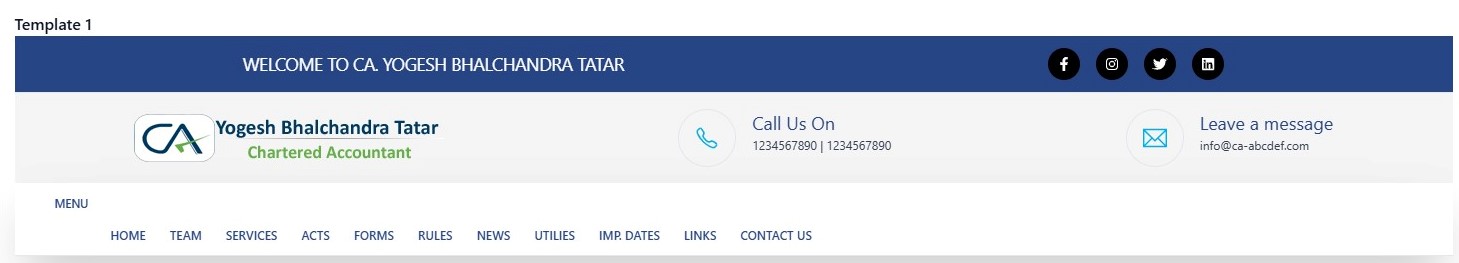 Template 1
WELCOME TO CA. YOGESH BHALCHANDRA TATAR
CA Yogesh Bhalchandra Tatar
Chartered Accountant
Call Us On
1234567890 | 1234567890
Leave a message
info@ca-abcdef.com
MENU
HOME TEAM SERVICES ACTS FORMS RULES NEWS UTILIES IMP. DATES LINKS CONTACT US